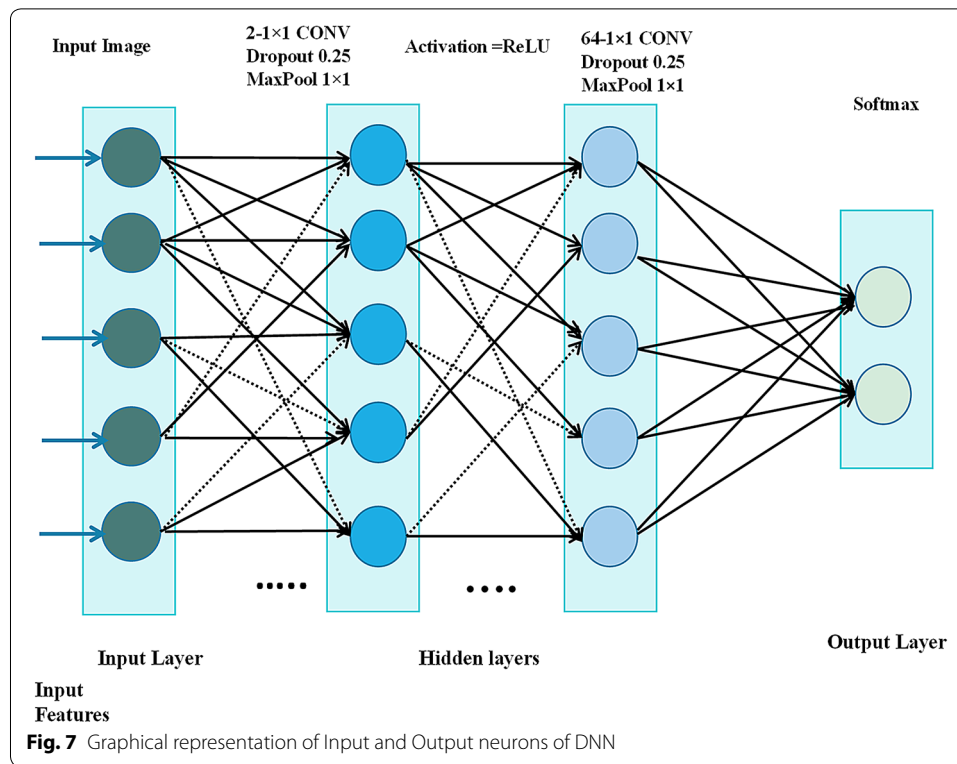 Input Image
2-1×1 CONV
Dropout 0.25
MaxPool 1×1
Activation =ReLU
64-1×1 CONV
Dropout 0.25
MaxPool 1×1
Softmax
Input Layer
Hidden layers
Output Layer
Input
Features
Fig. 7 Graphical representation of Input and Output neurons of DNN